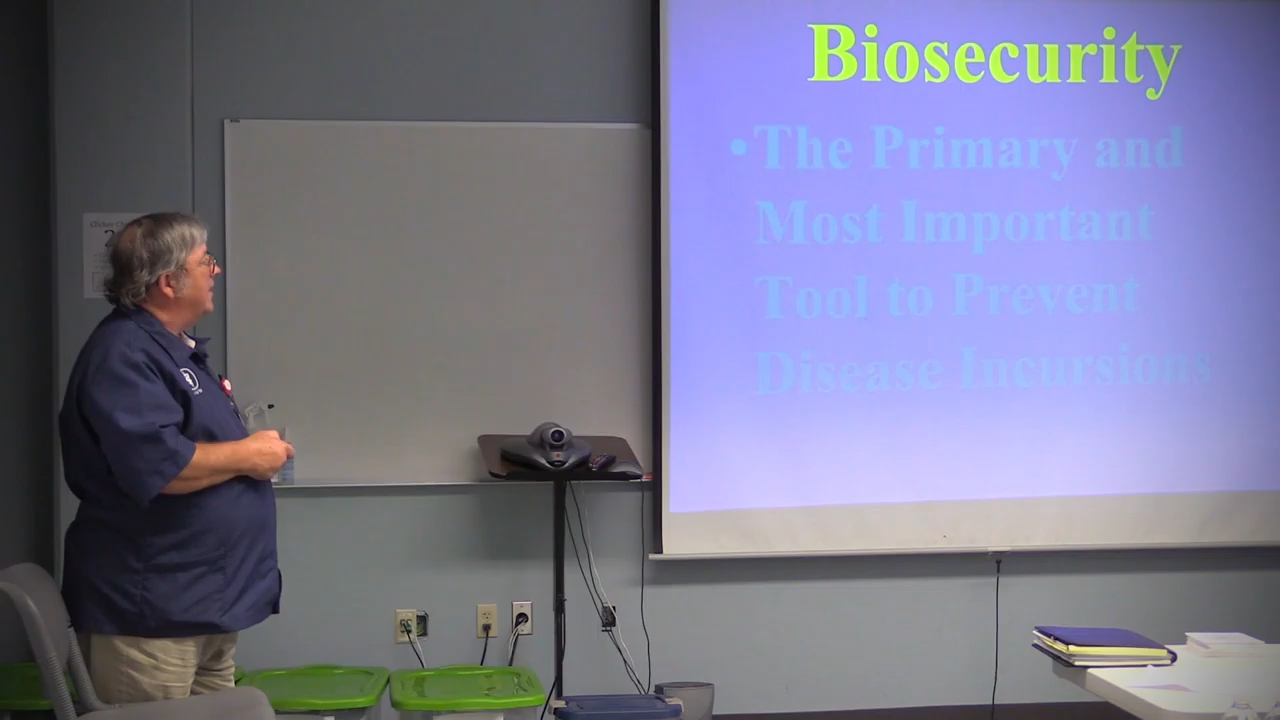 Biosecurity
•The Primary and
Most Important
Tool to Prevent
Disease Incursions